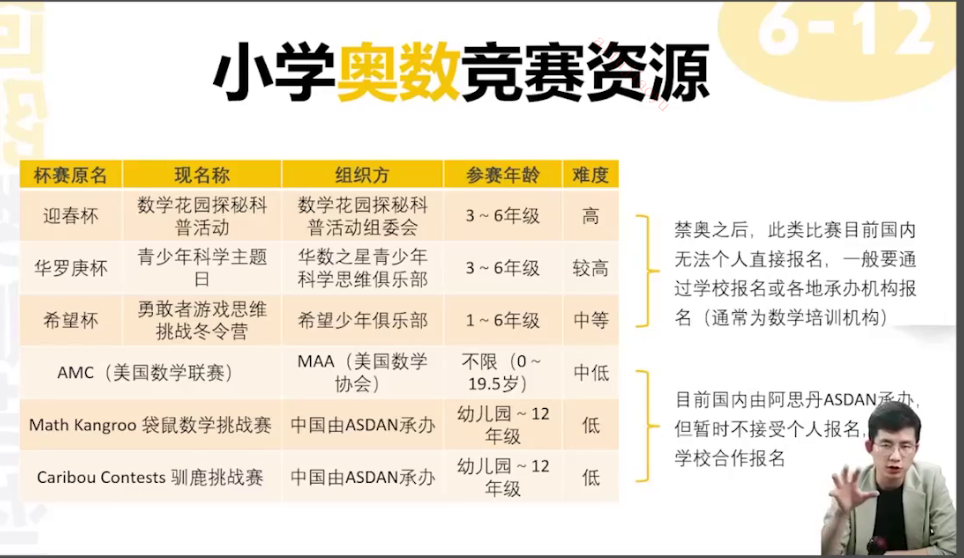 6-12
小学奥数竞赛资源
杯赛原名 现名称 组织方 参赛年龄 难度
迎春杯 数学花园探秘科普活动 数学花园探秘科普活动组委会 3 ~ 6年级 高
华罗庚杯 青少年科学主题日 华数之星青少年科学思维俱乐部 3 ~ 6年级 较高
希望杯 勇敢者游戏思维挑战冬令营 希望少年俱乐部 1 ~ 6年级 中等
AMC（美国数学联赛） MAA（美国数学协会） 不限（0 ~ 19.5岁） 中低
Math Kangroo 袋鼠数学挑战赛 中国由ASDAN承办 幼儿园 ~ 12年级 低
Caribou Contests 驯鹿挑战赛 中国由ASDAN承办 幼儿园 ~ 12年级 低
禁奥之后，此类比赛目前国内
无法个人直接报名，一般要通
过学校报名或各地承办机构报
名（通常为数学培训机构）
目前国内由阿思丹ASDAN承办，
但暂时不接受个人报名，
学校合作报名